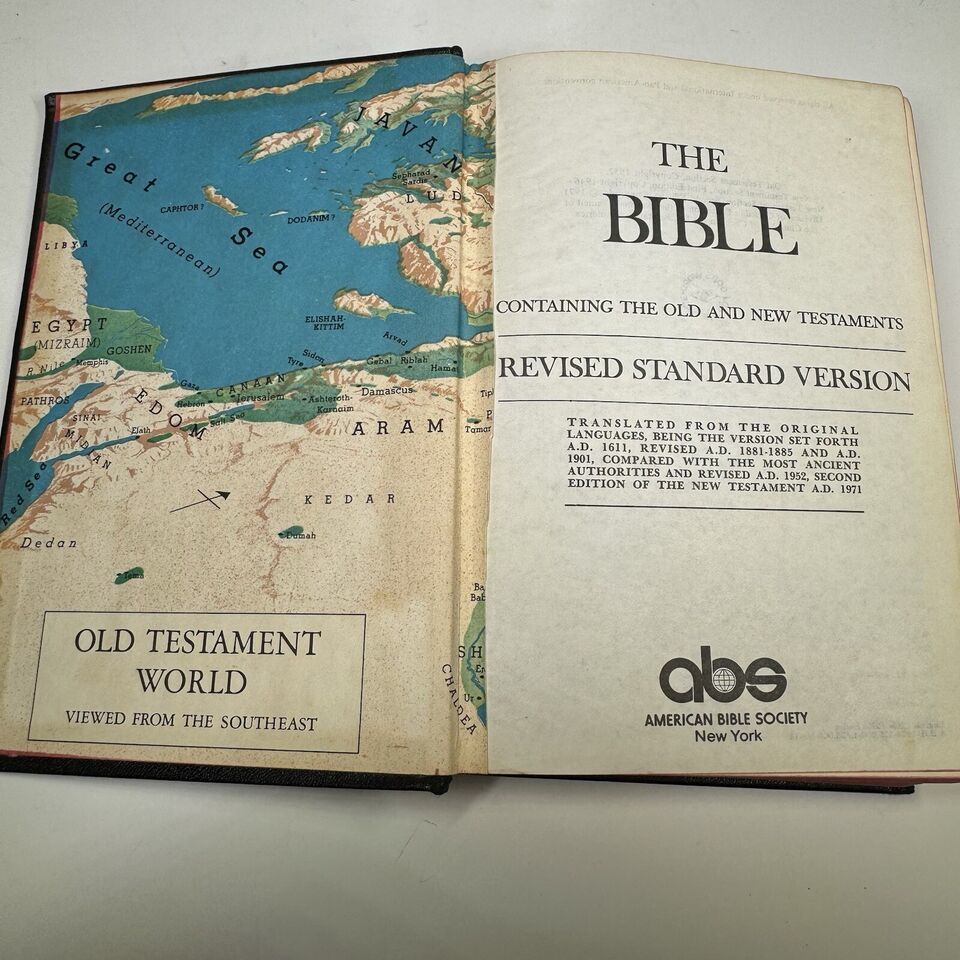 JAVAN
Great Sea
(Mediterranean)
Sepharad
Sardis
LUD
CAPHTOR?
DODANIM?
LIBYA
ELISHAH-
KITTIM
EGYPT
(MIZRAIM)
GOSHEN
R. Nile
Memphis
PATHROS
SINAI
MIDIAN
Red Sea
Arvad
Sidon
Tyre
Gebal
Riblah
Hama
CANAAN
Gaza
Hebron
Jerusalem
Ashteroth-
Karnaim
Damascus
Salt Sea
EDOM
Elath
ARAM
Tamar
KEDAR
Dumah
Dedan
Tema
CHALDEA
Ur
OLD TESTAMENT
WORLD
VIEWED FROM THE SOUTHEAST
THE
BIBLE
CONTAINING THE OLD AND NEW TESTAMENTS
REVISED STANDARD VERSION
TRANSLATED FROM THE ORIGINAL
LANGUAGES, BEING THE VERSION SET FORTH
A.D. 1611, REVISED A.D. 1881-1885 AND A.D.
1901, COMPARED WITH THE MOST ANCIENT
AUTHORITIES AND REVISED A.D. 1952, SECOND
EDITION OF THE NEW TESTAMENT A.D. 1971
abs
AMERICAN BIBLE SOCIETY
New York